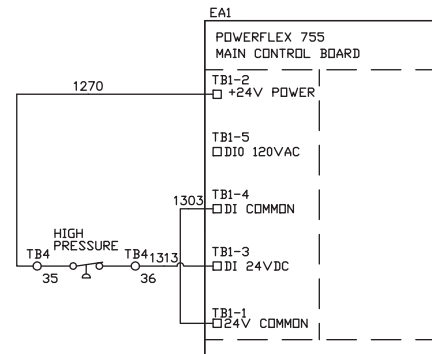 EA1
POWERFLEX 755
MAIN CONTROL BOARD
1270
TB1-2
+24V POWER
TB1-5
DI0 120VAC
1303
TB1-4
DI COMMON
HIGH
PRESSURE
TB4
TB4
1313
TB1-3
DI 24VDC
35
36
TB1-1
24V COMMON